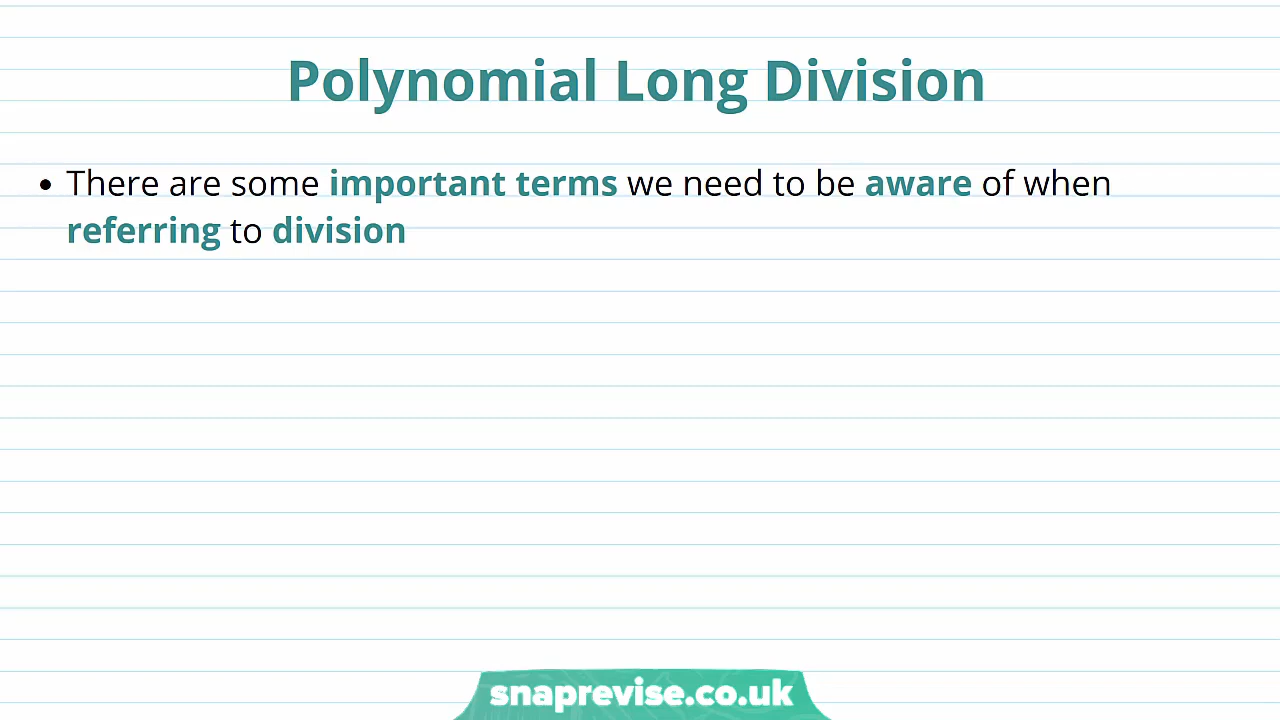 Polynomial Long Division
• There are some important terms we need to be aware of when
referring to division
snaprevise.co.uk